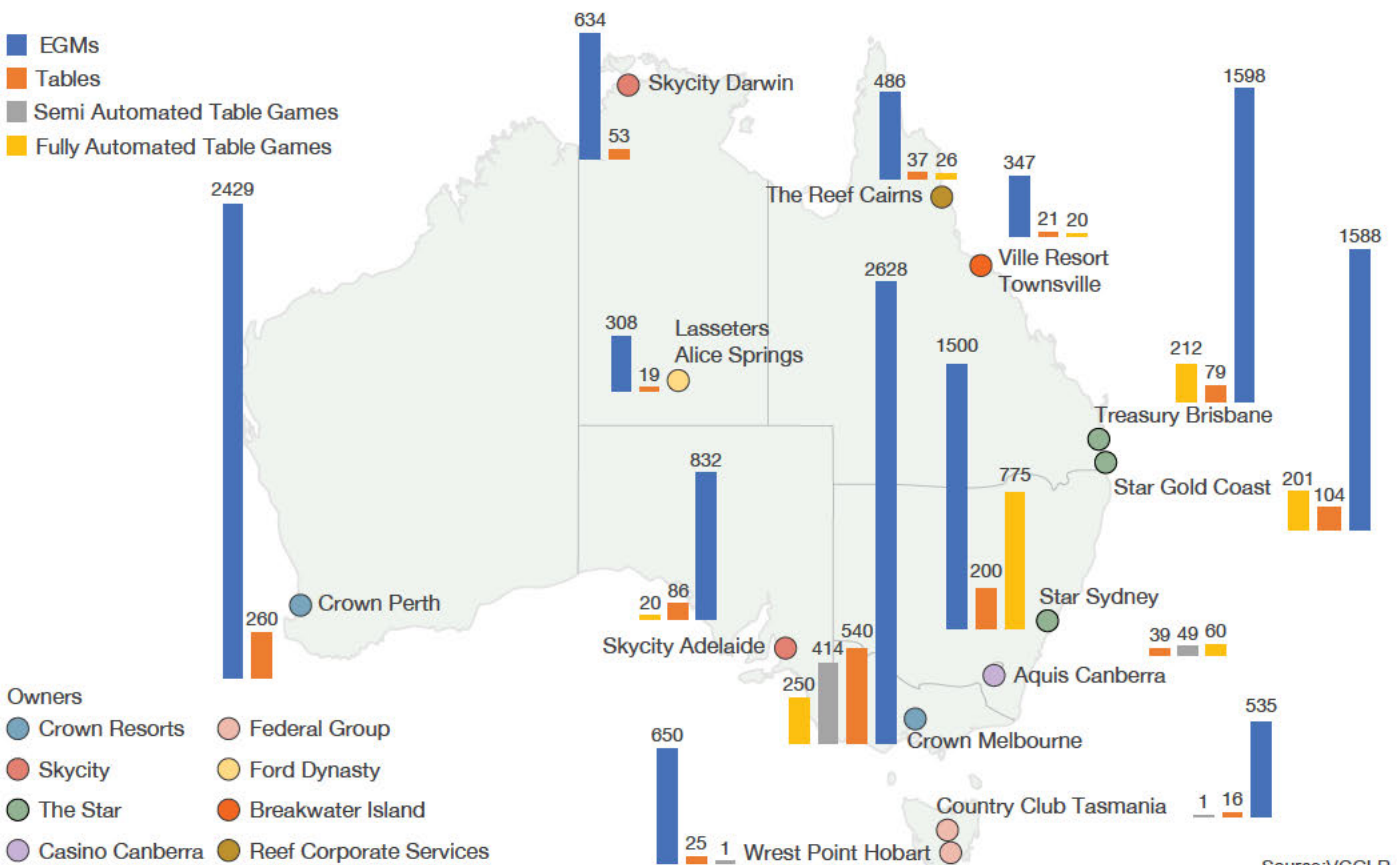 EGMs
Tables
Semi Automated Table Games
Fully Automated Table Games
634
53
Skycity Darwin
486
37
26
The Reef Cairns
347
21
20
Ville Resort
Townsville
1598
212
79
Treasury Brisbane
1588
201
104
Star Gold Coast
2429
260
Crown Perth
308
19
Lasseters
Alice Springs
832
20
86
Skycity Adelaide
2628
540
414
250
Crown Melbourne
1500
200
775
Star Sydney
39 49 60
Aquis Canberra
535
1
16
Country Club Tasmania
650
25
1
Wrest Point Hobart
Owners
Crown Resorts
Federal Group
Skycity
Ford Dynasty
The Star
Breakwater Island
Casino Canberra
Reef Corporate Services